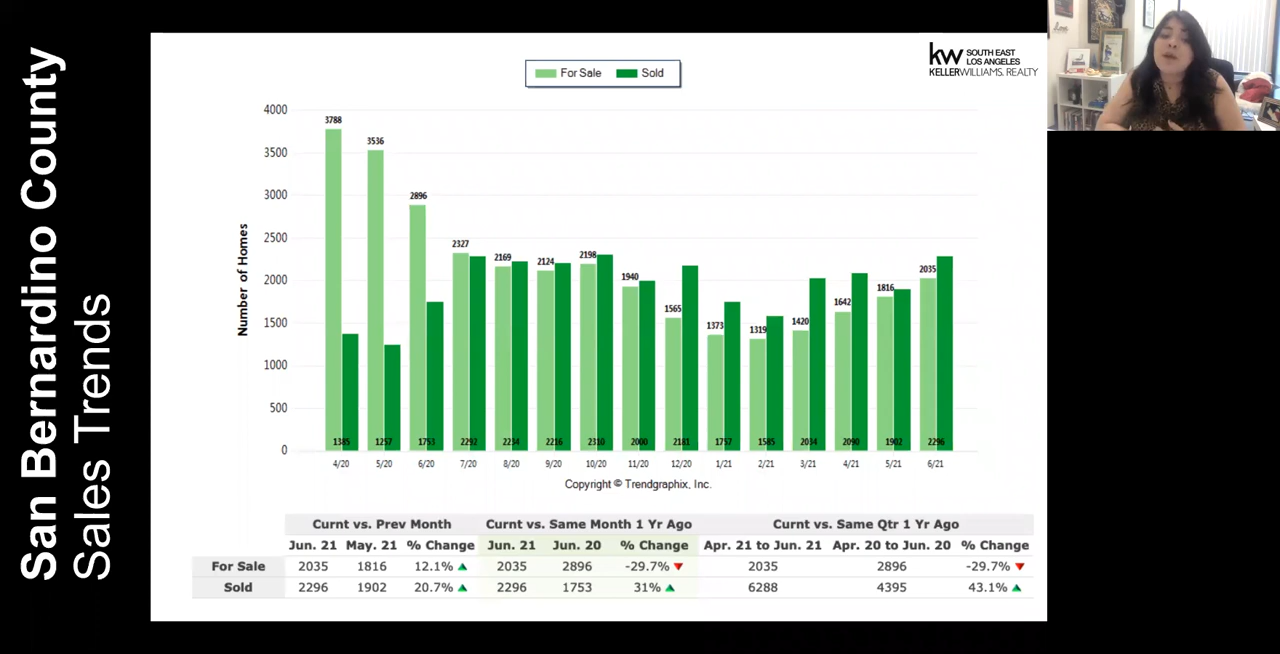 San Bernardino County
Sales Trends
kw SOUTH EAST
LOS ANGELES
KELLERWILLIAMS. REALTY
For Sale Sold
Number of Homes
4000
3500
3000
2500
2000
1500
1000
500
0
3788 3536 2896 2327 2169 2124 2198 1940 1565 1373 1319 1420 1642 1816 2035
1385 1257 1753 2292 2234 2216 2310 2000 2181 1757 1585 2034 2090 1902 2296
4/20 5/20 6/20 7/20 8/20 9/20 10/20 11/20 12/20 1/21 2/21 3/21 4/21 5/21 6/21
Copyright © Trendgraphix, Inc.
Curnt vs. Prev Month Curnt vs. Same Month 1 Yr Ago Curnt vs. Same Qtr 1 Yr Ago
Jun. 21 May. 21 % Change Jun. 21 Jun. 20 % Change Apr. 21 to Jun. 21 Apr. 20 to Jun. 20 % Change
For Sale 2035 1816 12.1% 2035 2896 -29.7% 2035 2896 -29.7%
Sold 2296 1902 20.7% 2296 1753 31% 6288 4395 43.1%